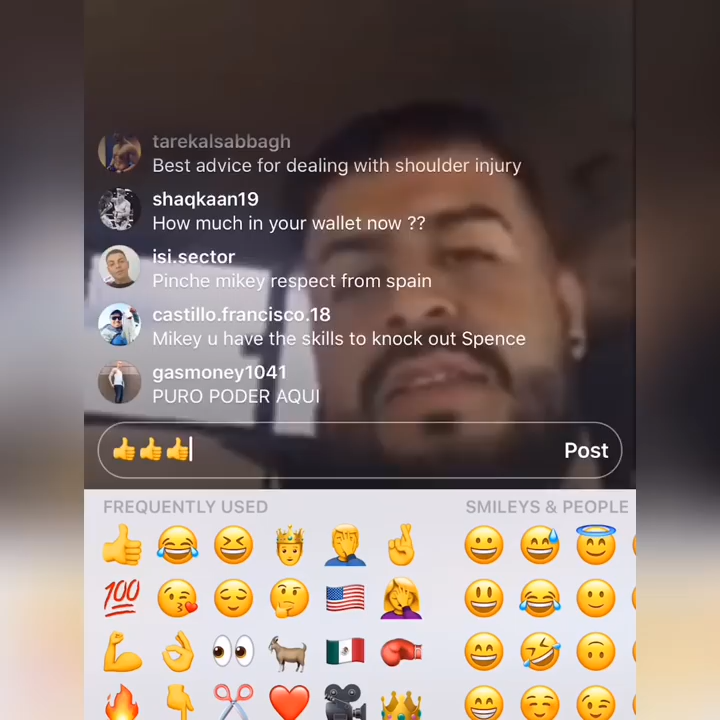 tarekalsabbagh
Best advice for dealing with shoulder injury
shaqkaan19
How much in your wallet now ??
isi.sector
Pinche mikey respect from spain
castillo.francisco.18
Mikey u have the skills to knock out Spence
gasmoney1041
PURO PODER AQUI
👍👍👍 Post
FREQUENTLY USED SMILEYS & PEOPLE